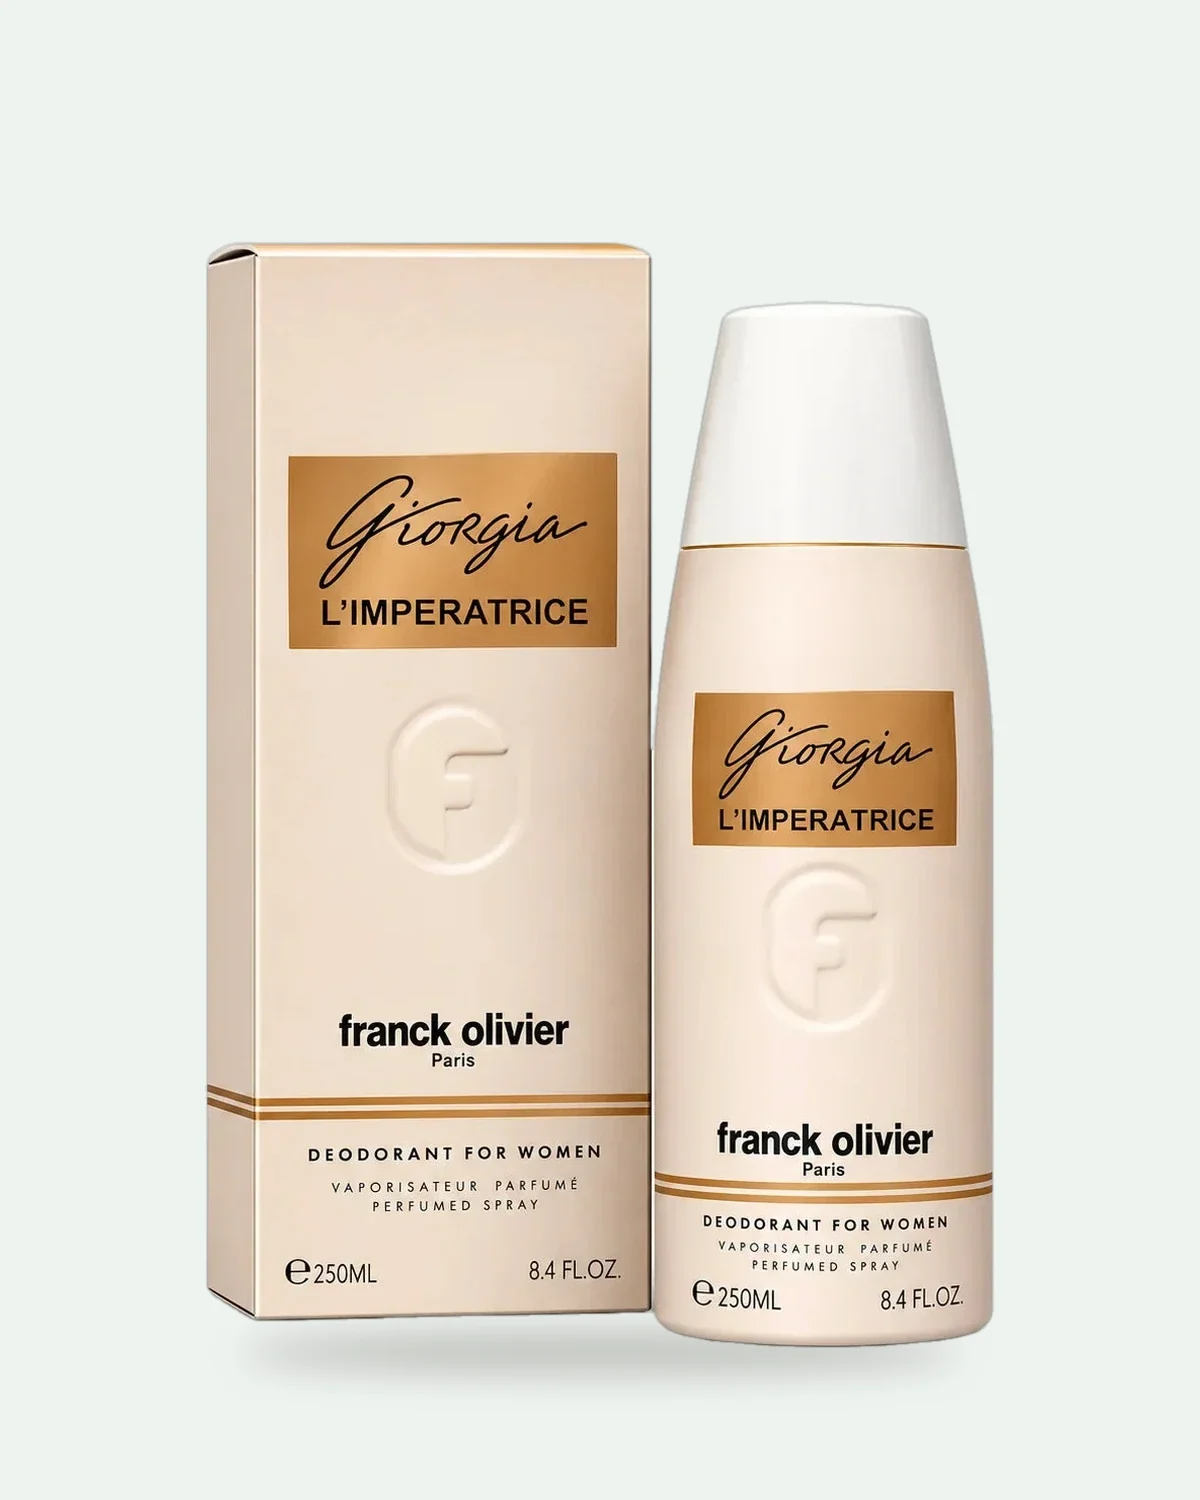 Giorgia
L'IMPERATRICE
F
franck olivier
Paris
DEODORANT FOR WOMEN
VAPORISATEUR PARFUMÉ
PERFUMED SPRAY
℮250ML 8.4 FL.OZ.
Giorgia
L'IMPERATRICE
F
franck olivier
Paris
DEODORANT FOR WOMEN
VAPORISATEUR PARFUMÉ
PERFUMED SPRAY
℮250ML 8.4 FL.OZ.